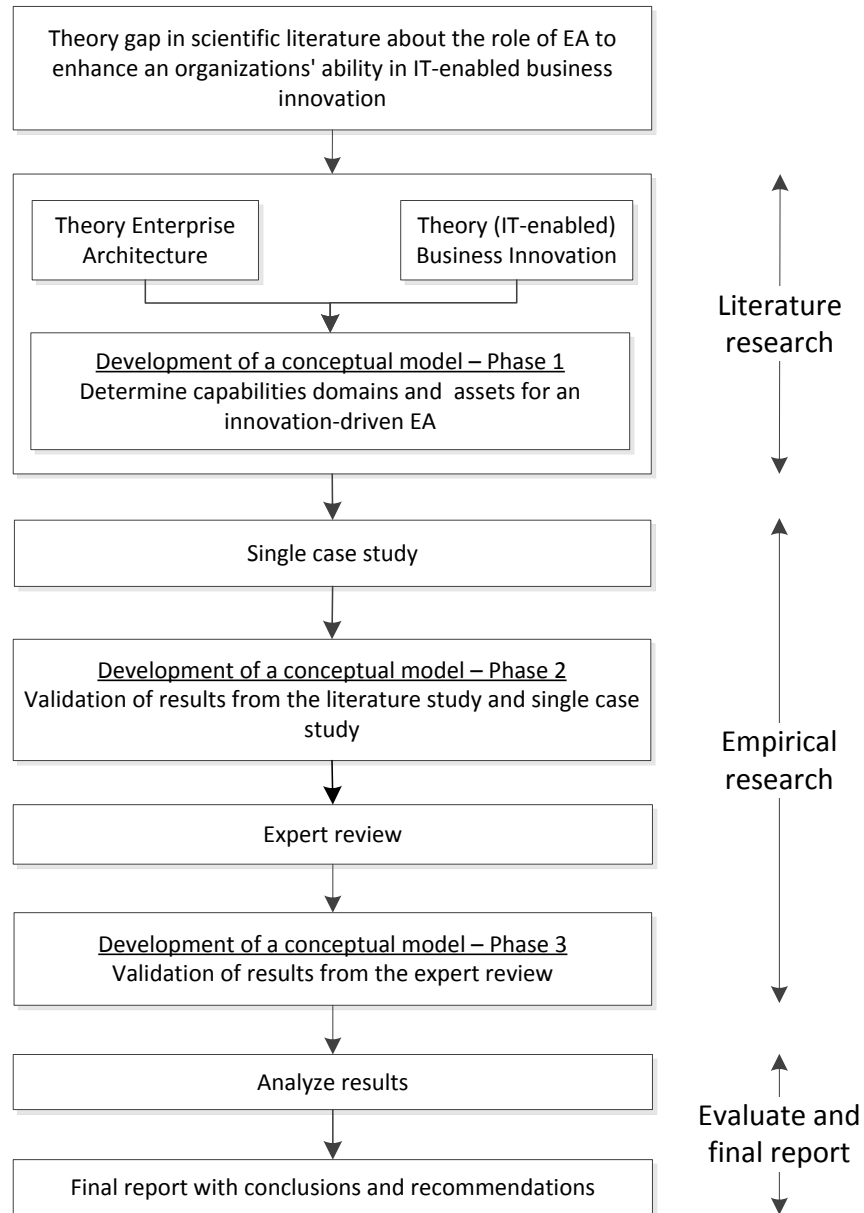 Theory gap in scientific literature about the role of EA to
enhance an organizations' ability in IT-enabled business
innovation
Theory Enterprise
Architecture
Theory (IT-enabled)
Business Innovation
Development of a conceptual model – Phase 1
Determine capabilities domains and assets for an
innovation-driven EA
Literature
research
Single case study
Development of a conceptual model – Phase 2
Validation of results from the literature study and single case
study
Expert review
Development of a conceptual model – Phase 3
Validation of results from the expert review
Empirical
research
Analyze results
Final report with conclusions and recommendations
Evaluate and
final report